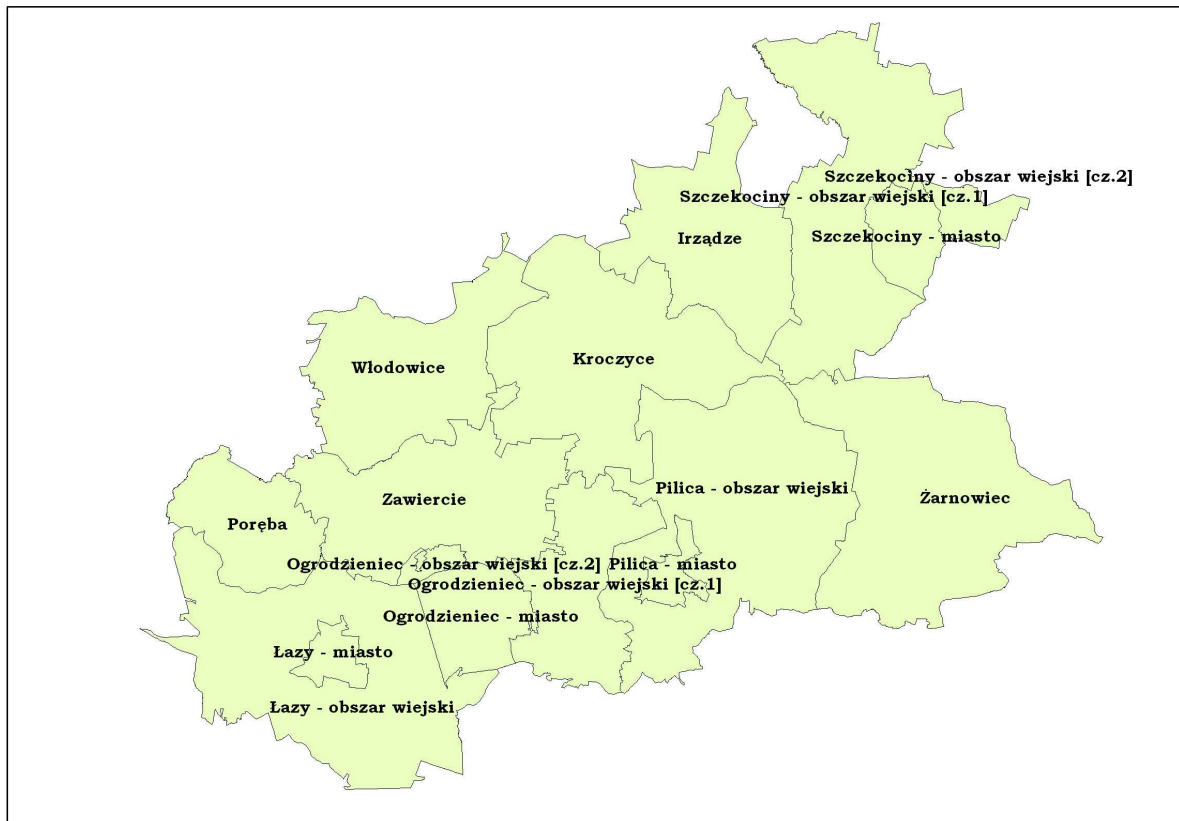 Szczekociny - obszar wiejski [cz.2]
Szczekociny - obszar wiejski [cz.1]
Irządze
Szczekociny - miasto
Kroczyce
Włodowice
Pilica - obszar wiejski
Zawiercie
Żarnowiec
Poręba
Ogrodzieniec - obszar wiejski [cz.2]
Pilica - miasto
Ogrodzieniec - obszar wiejski [cz.1]
Ogrodzieniec - miasto
Łazy - miasto
Łazy - obszar wiejski